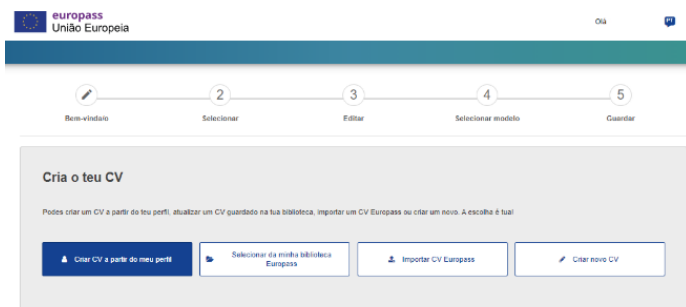 europass
União Europeia
Olá
PT
2
3
4
5
Bem-vinda/o
Selecionar
Editar
Selecionar modelo
Guardar
Cria o teu CV
Podes criar um CV a partir do teu perfil, atualizar um CV guardado na tua biblioteca, importar um CV Europass ou criar um novo. A escolha é tua!
Criar CV a partir do meu perfil
Selecionar da minha biblioteca
Europass
Importar CV Europass
Criar novo CV